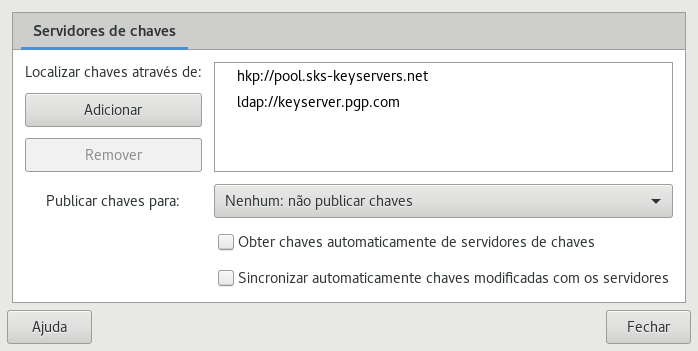 Servidores de chaves
Localizar chaves através de:
hkp://pool.sks-keyservers.net
ldap://keyserver.pgp.com
Adicionar
Remover
Publicar chaves para:
Nenhum: não publicar chaves
Obter chaves automaticamente de servidores de chaves
Sincronizar automaticamente chaves modificadas com os servidores
Ajuda
Fechar